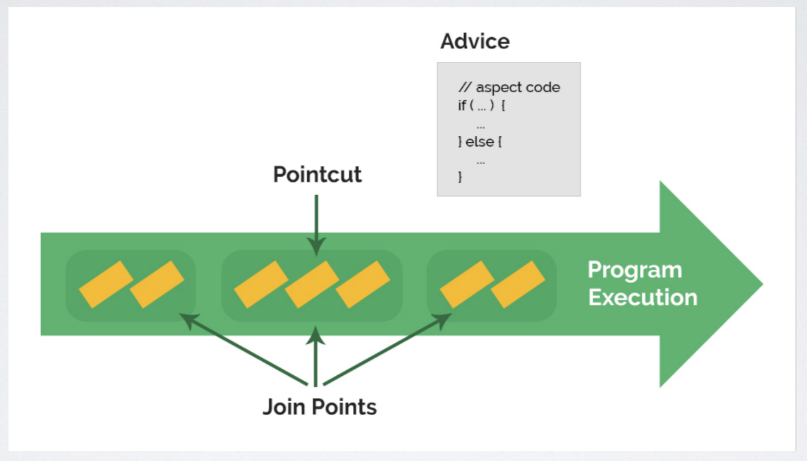 Advice
// aspect code
if ( ... ) {
...
} else {
...
}
Pointcut
Program
Execution
Join Points